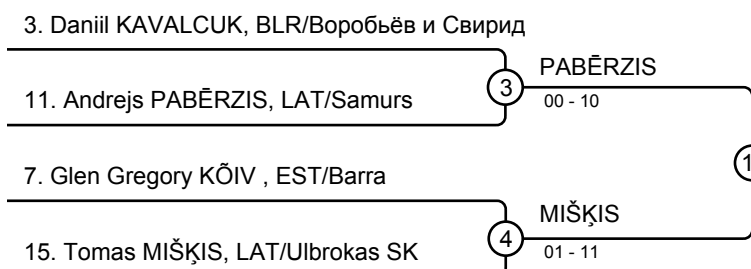 3. Daniil KAVALCUK, BLR/Воробьёв и Свирид
PABĒRZIS
3
11. Andrejs PABĒRZIS, LAT/Samurs
00 - 10
7. Glen Gregory KÕIV , EST/Barra
MIŠĶIS
4
15. Tomas MIŠĶIS, LAT/Ulbrokas SK
01 - 11